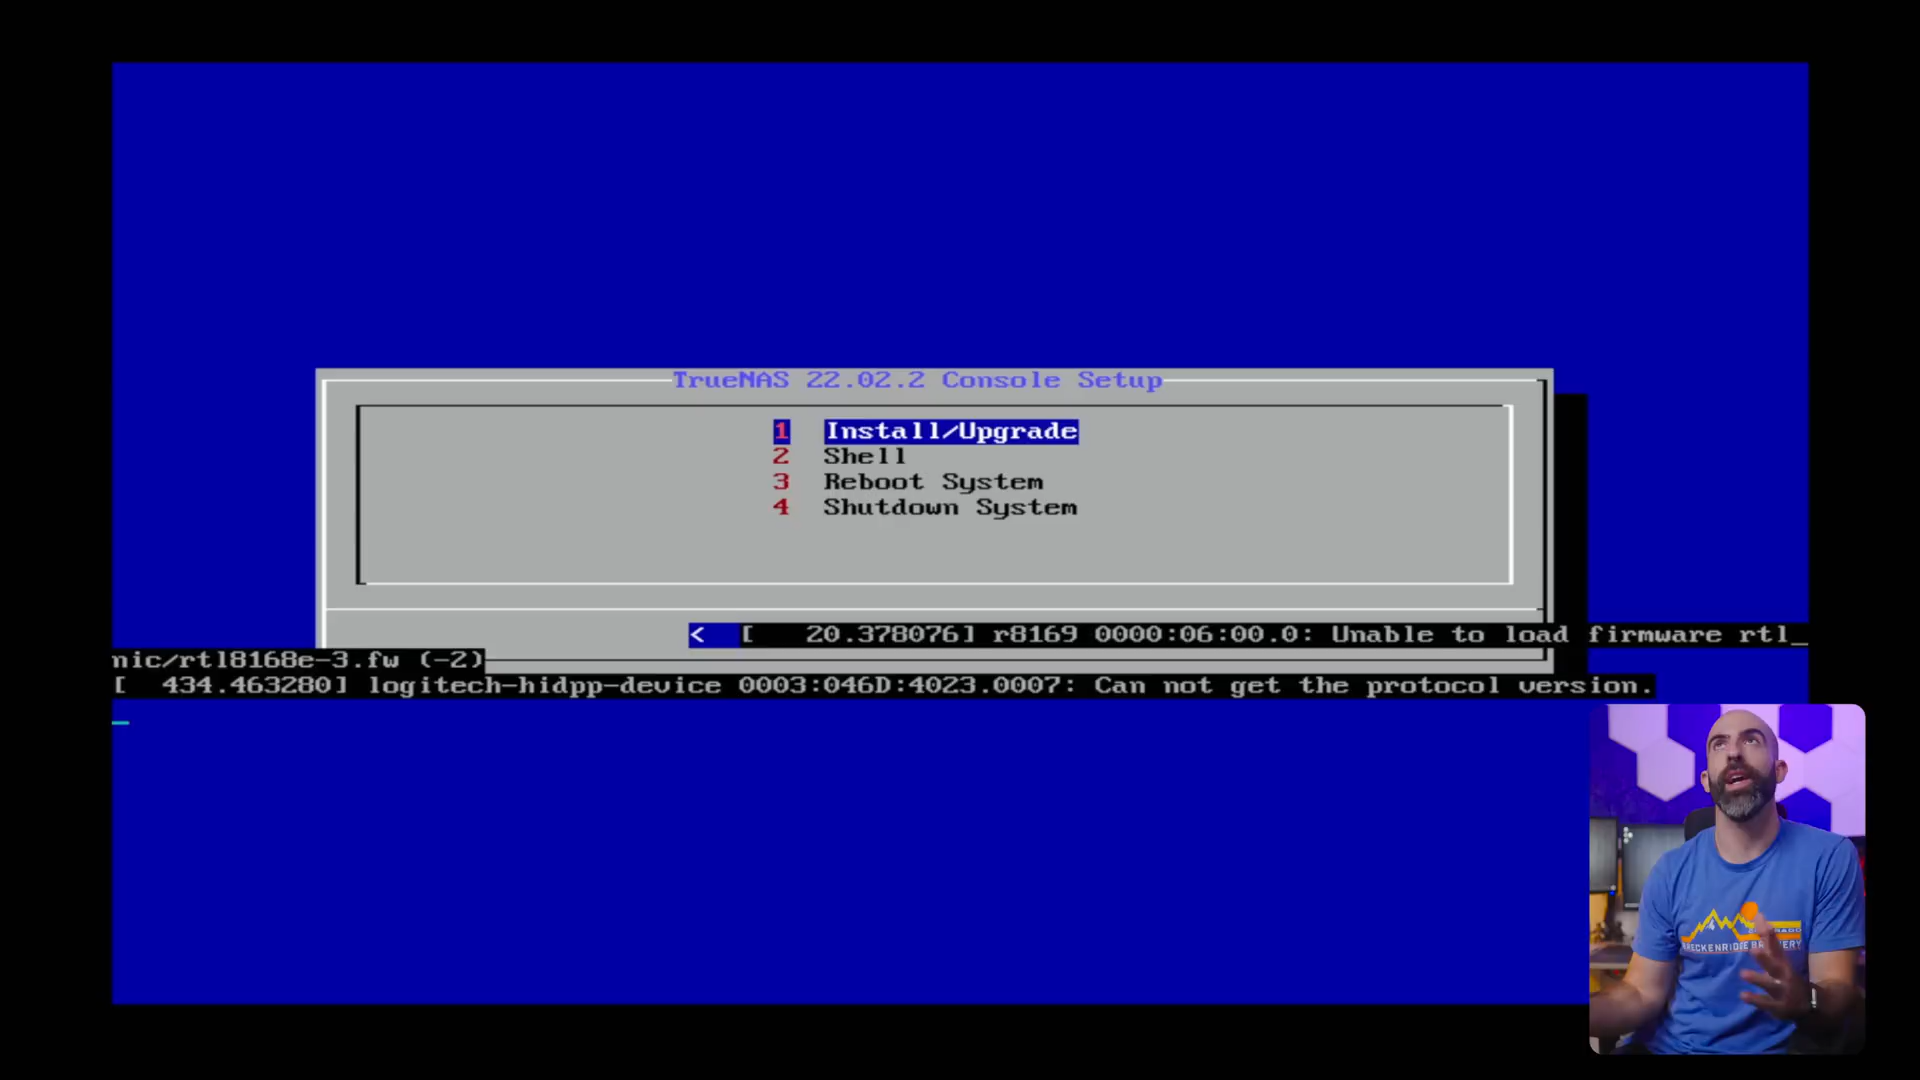 TrueNAS 22.02.2 Console Setup
1 Install/Upgrade
2 Shell
3 Reboot System
4 Shutdown System
< [ 20.378076] r8169 0000:06:00.0: Unable to load firmware rtl_
nic/rtl8168e-3.fw (-2)
[ 434.463280] logitech-hidpp-device 0003:046D:4023.0007: Can not get the protocol version.